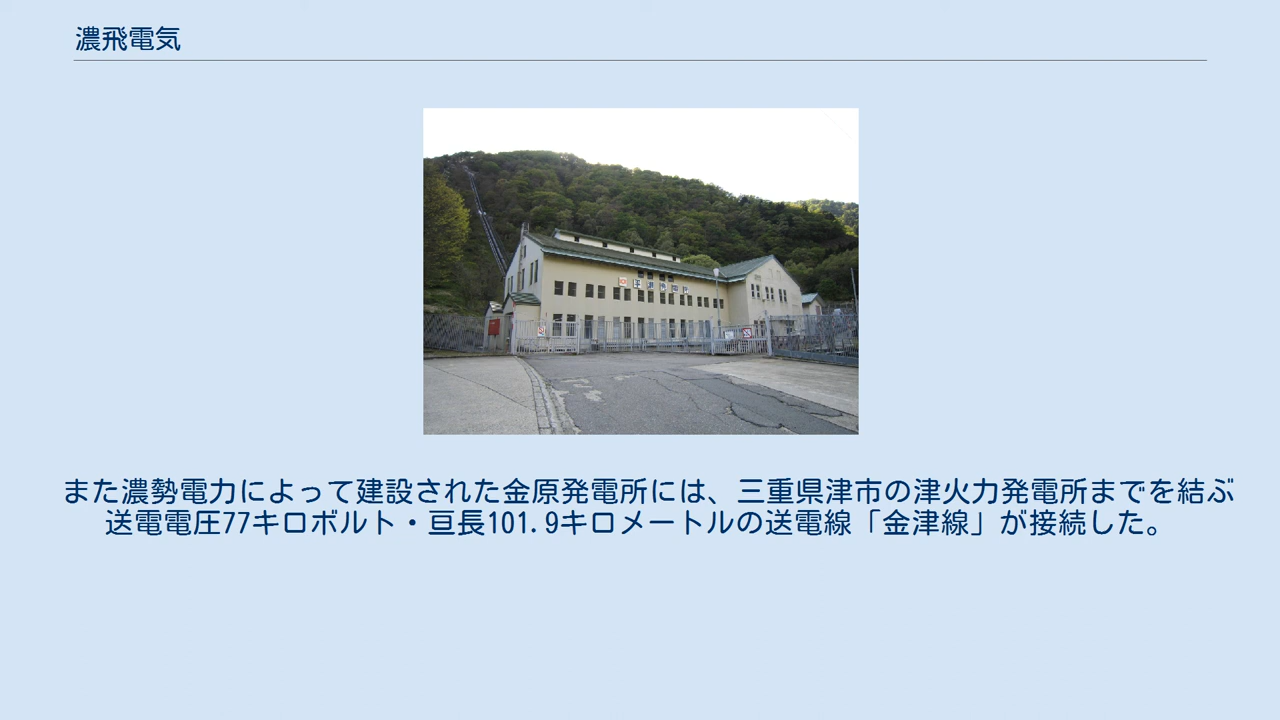 濃飛電気
また濃勢電力によって建設された金原発電所には、三重県津市の津火力発電所までを結ぶ
送電電圧77キロボルト・亘長101.9キロメートルの送電線「金津線」が接続した。